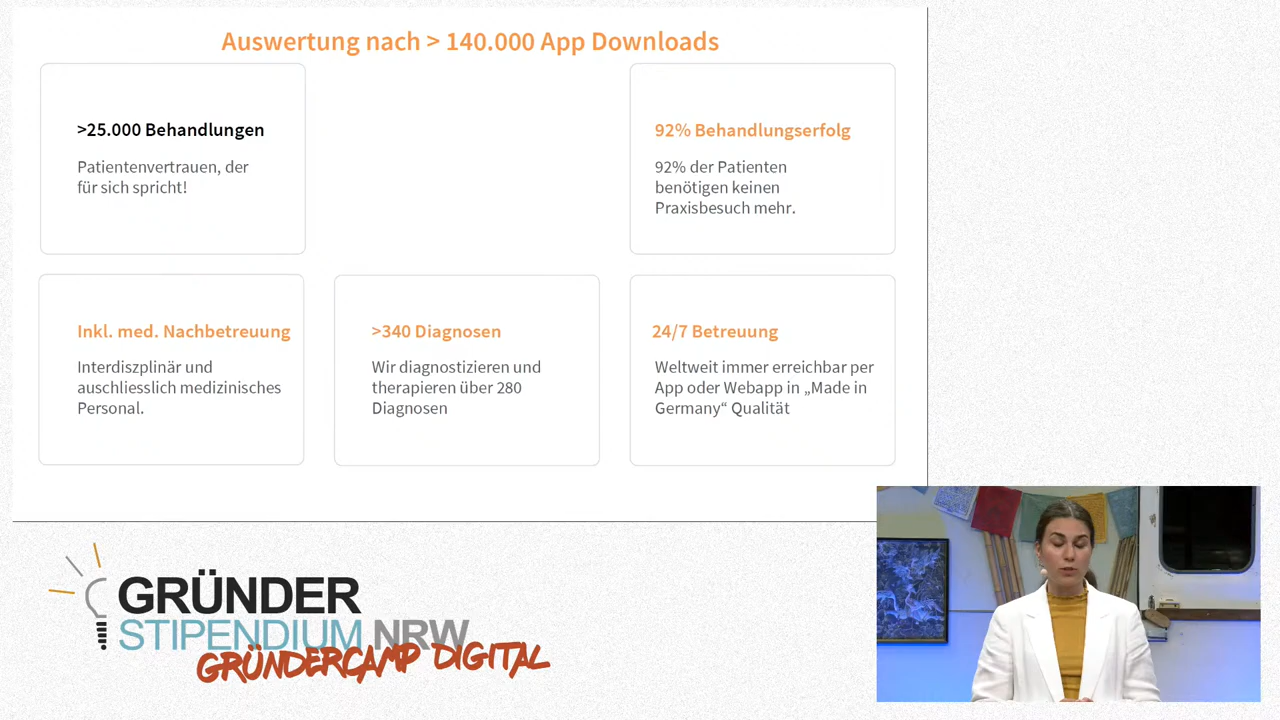 Auswertung nach > 140.000 App Downloads
>25.000 Behandlungen
Patientenvertrauen, der
für sich spricht!
92% Behandlungserfolg
92% der Patienten
benötigen keinen
Praxisbesuch mehr.
Inkl. med. Nachbetreuung
Interdiszplinär und
auschliesslich medizinisches
Personal.
>340 Diagnosen
Wir diagnostizieren und
therapieren über 280
Diagnosen
24/7 Betreuung
Weltweit immer erreichbar per
App oder Webapp in „Made in
Germany“ Qualität
GRÜNDER
STIPENDIUM NRW
GRÜNDERCAMP DIGITAL